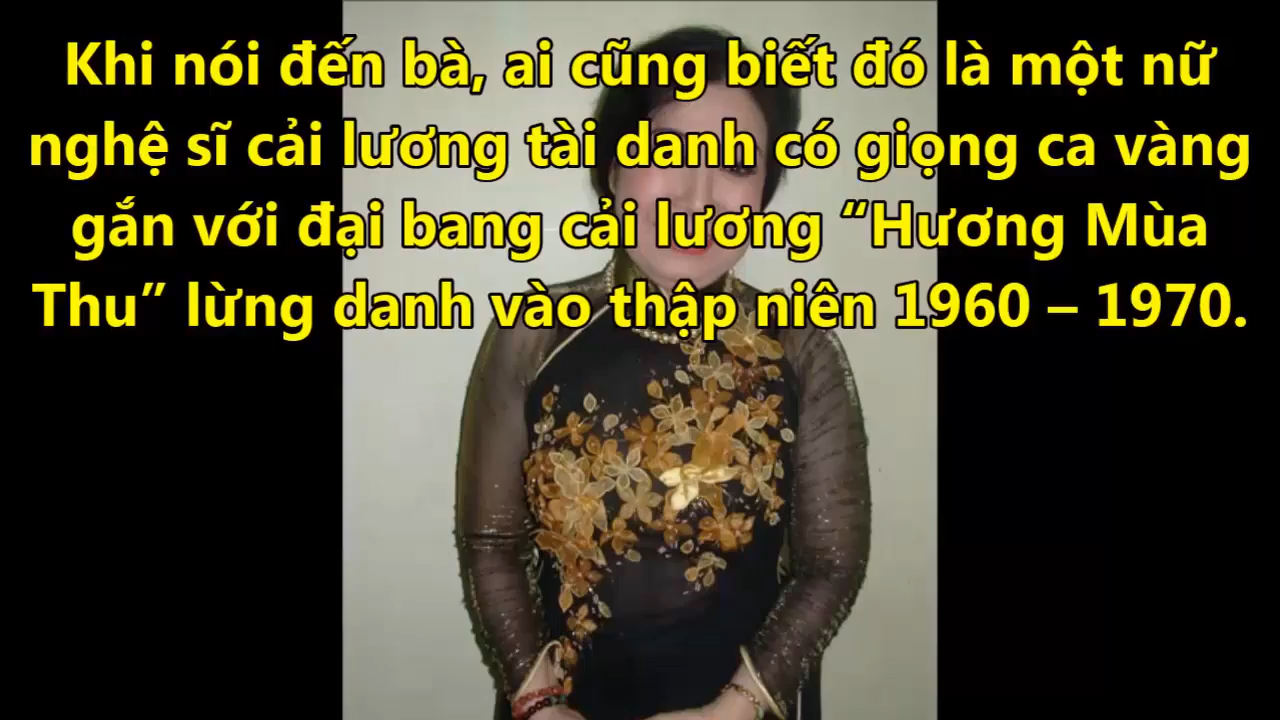 Khi nói đến bà, ai cũng biết đó là một nữ
nghệ sĩ cải lương tài danh có giọng ca vàng
gắn với đại bang cải lương “Hương Mùa
Thu” lừng danh vào thập niên 1960 – 1970.